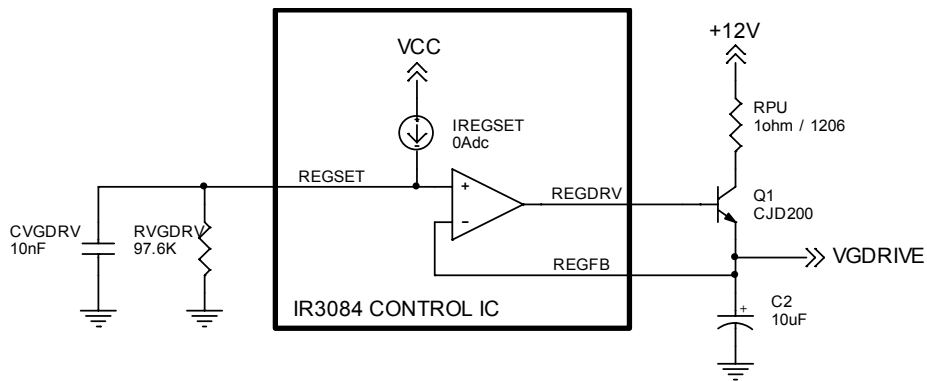 +12V
VCC
RPU
1ohm / 1206
IREGSET
0Adc
REGSET
+
-
REGDRV
Q1
CJD200
CVGDRV
10nF
RVGDRV
97.6K
REGFB
VGDRIVE
IR3084 CONTROL IC
+
C2
10uF